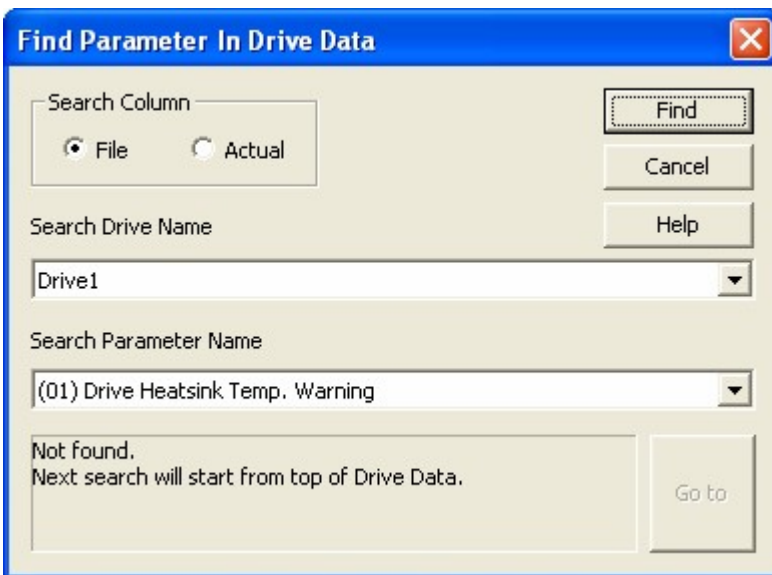 Find Parameter In Drive Data
Search Column
File
Actual
Find
Cancel
Help
Search Drive Name
Drive1
Search Parameter Name
(01) Drive Heatsink Temp. Warning
Not found.
Next search will start from top of Drive Data.
Go to